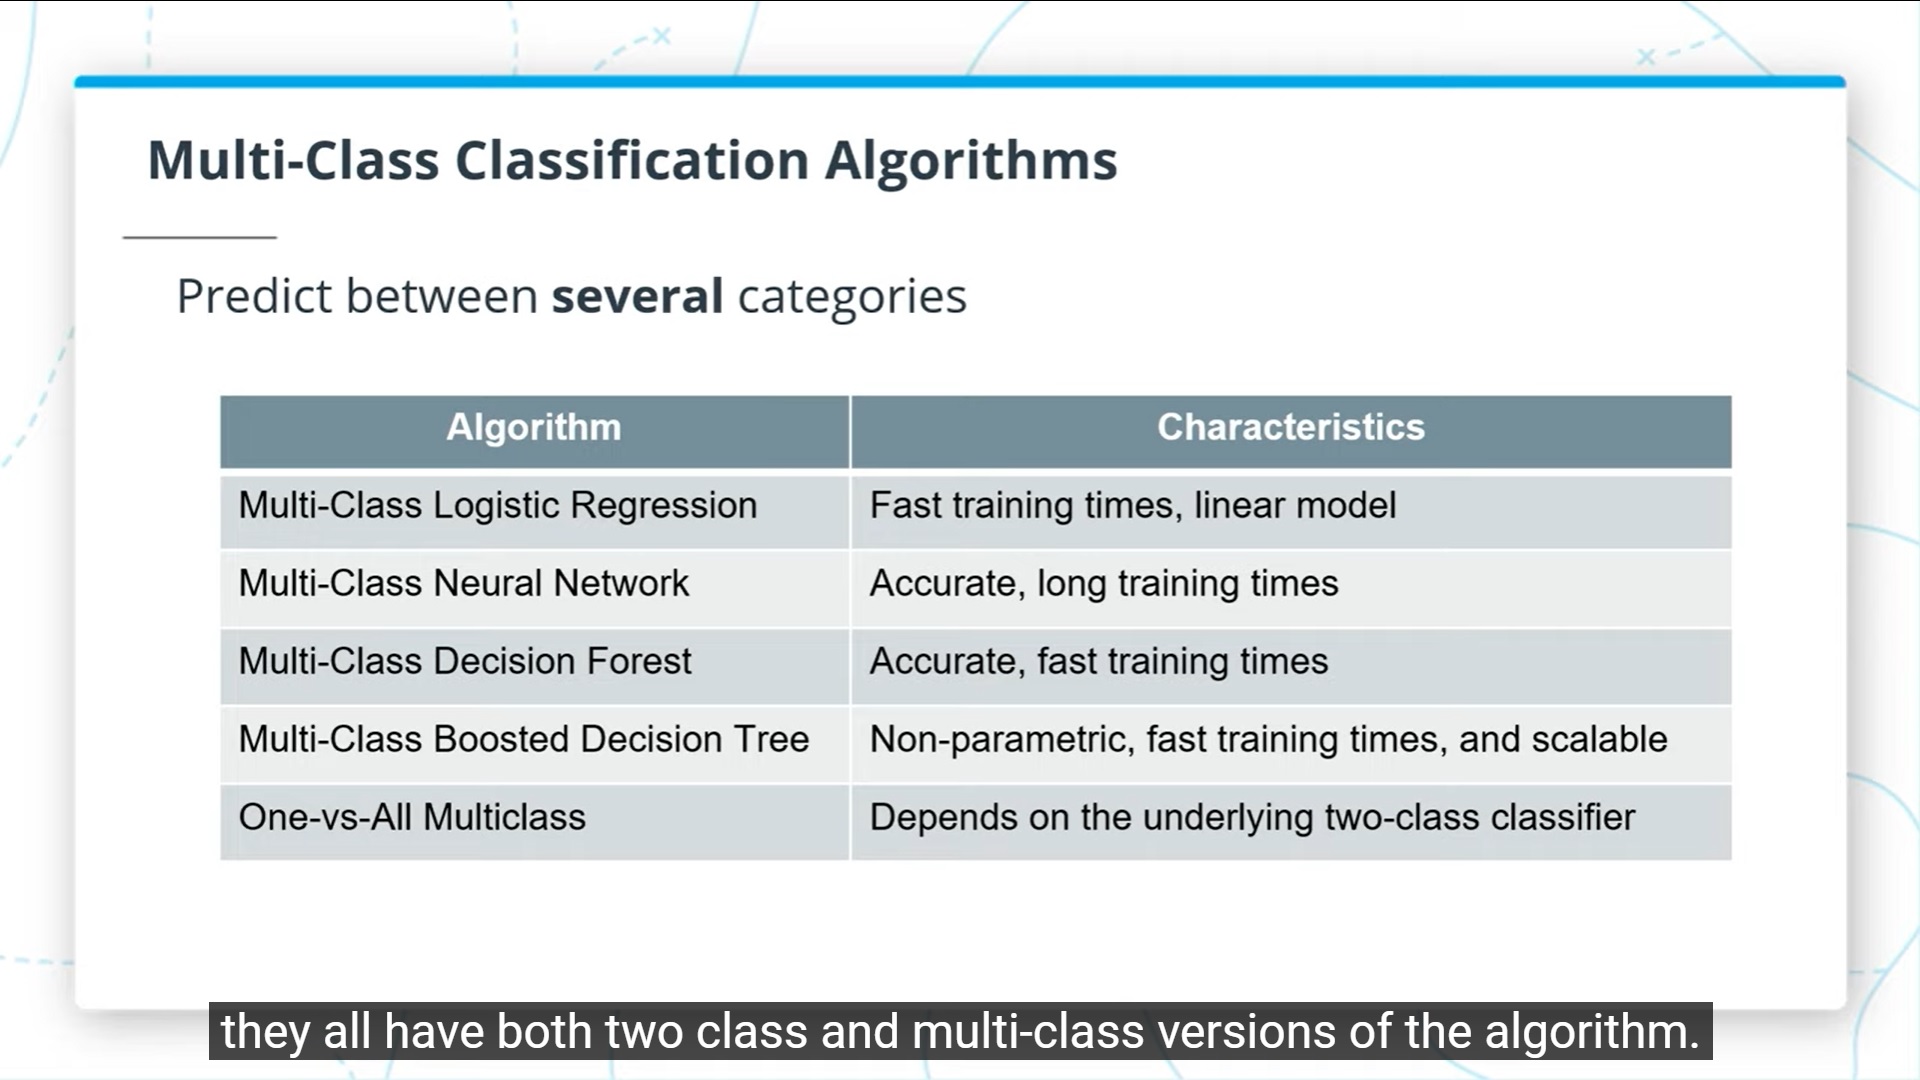 Multi-Class Classification Algorithms
Predict between several categories
Algorithm Characteristics
Multi-Class Logistic Regression Fast training times, linear model
Multi-Class Neural Network Accurate, long training times
Multi-Class Decision Forest Accurate, fast training times
Multi-Class Boosted Decision Tree Non-parametric, fast training times, and scalable
One-vs-All Multiclass Depends on the underlying two-class classifier
they all have both two class and multi-class versions of the algorithm.